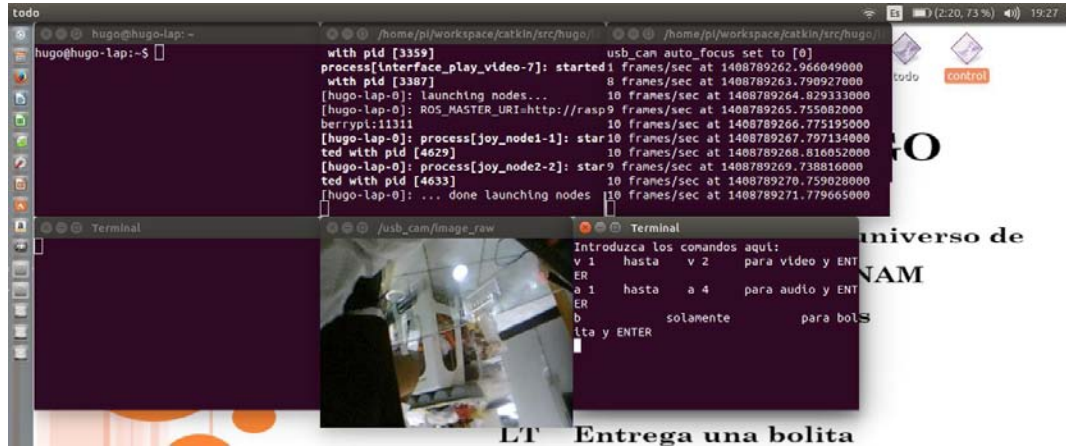 todo
Es (2:20, 73 %) 19:27
hugo@hugo-lap: ~
hugo@hugo-lap:~$
/home/pi/workspace/catkin/src/hugo/
with pid [3359]
process[interface_play_video-7]: started
with pid [3387]
[hugo-lap-0]: launching nodes...
[hugo-lap-0]: ROS_MASTER_URI=http://rasp
berrypi:11311
[hugo-lap-0]: process[joy_node1-1]: star
ted with pid [4629]
[hugo-lap-0]: process[joy_node2-2]: star
ted with pid [4633]
[hugo-lap-0]: ... done launching nodes
/home/pi/workspace/catkin/src/hugo/
usb_cam auto_focus set to [0]
1 frames/sec at 1408789262.966049000
8 frames/sec at 1408789263.790927000
10 frames/sec at 1408789264.829333000
9 frames/sec at 1408789265.755082000
10 frames/sec at 1408789266.775195000
10 frames/sec at 1408789267.797134000
10 frames/sec at 1408789268.816052000
9 frames/sec at 1408789269.738816000
10 frames/sec at 1408789270.759028000
10 frames/sec at 1408789271.779665000
todo
control
GO
Terminal
/usb_cam/image_raw
Terminal
Introduzca los comandos aqui:
v 1 hasta v 2 para video y ENT
ER
a 1 hasta a 4 para audio y ENT
ER
b solamente para bol
ita y ENTER
universo de
NAM
s
LT Entrega una bolita